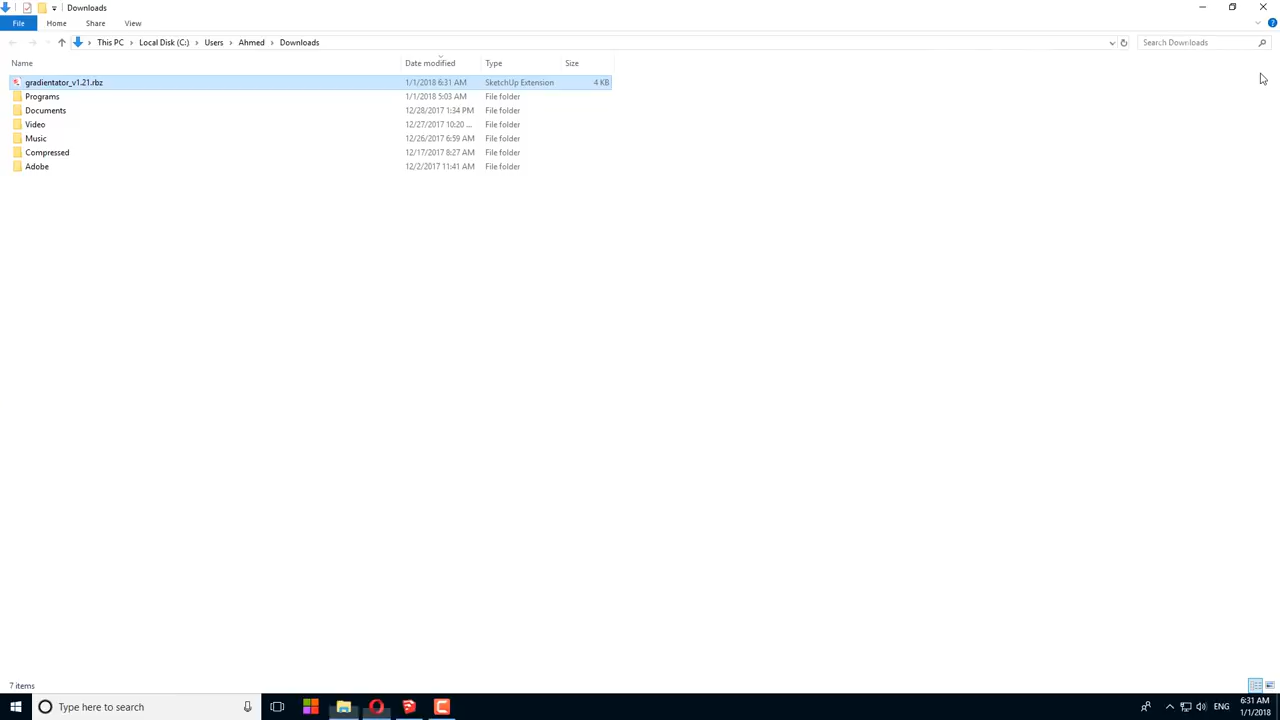 Downloads
File Home Share View
This PC Local Disk (C:) Users Ahmed Downloads Search Downloads
Name Date modified Type Size
gradientator_v1.21.rbz 1/1/2018 6:31 AM SketchUp Extension 4 KB
Programs 1/1/2018 5:03 AM File folder
Documents 12/28/2017 1:34 PM File folder
Video 12/27/2017 10:20 ... File folder
Music 12/26/2017 6:59 AM File folder
Compressed 12/17/2017 8:27 AM File folder
Adobe 12/2/2017 11:41 AM File folder
7 items
Type here to search ENG 6:31 AM
1/1/2018